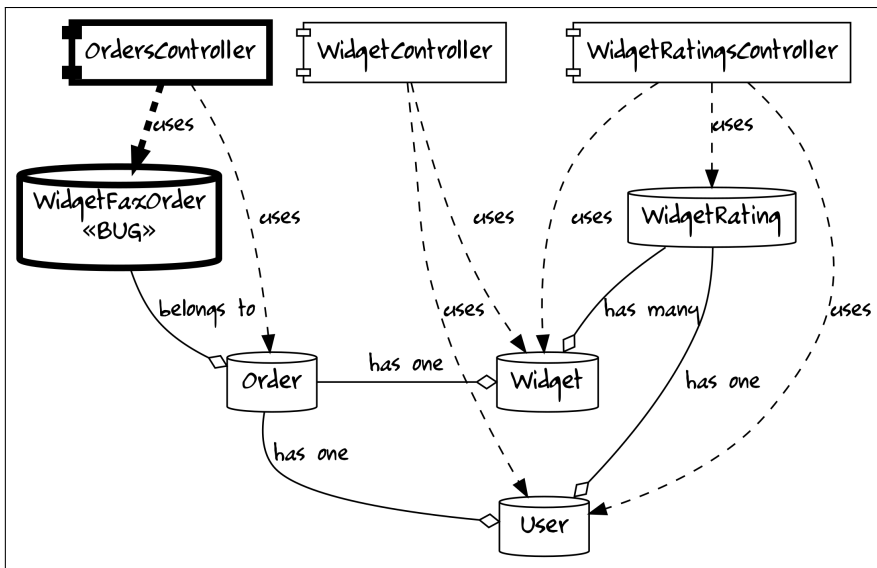 OrdersController
WidgetController
WidgetRatingsController
uses
uses
WidgetFaxOrder
«BUG»
WidgetRating
uses
uses
uses
belongs to
uses
has many
uses
has one
Order
Widget
has one
has one
User